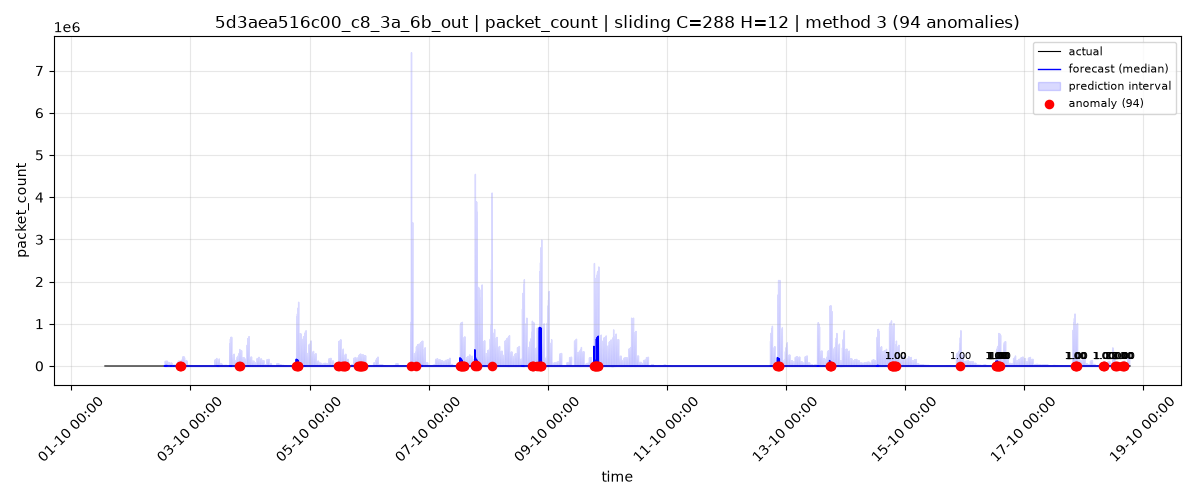 5d3aea516c00_c8_3a_6b_out | packet_count | sliding C=288 H=12 | method 3 (94 anomalies)
1e6
actual
forecast (median)
prediction interval
anomaly (94)
7
6
5
4
3
2
1
0
packet_count
1.00
1.00
1.00
01-10 00:00
03-10 00:00
05-10 00:00
07-10 00:00
09-10 00:00
11-10 00:00
13-10 00:00
15-10 00:00
17-10 00:00
19-10 00:00
time